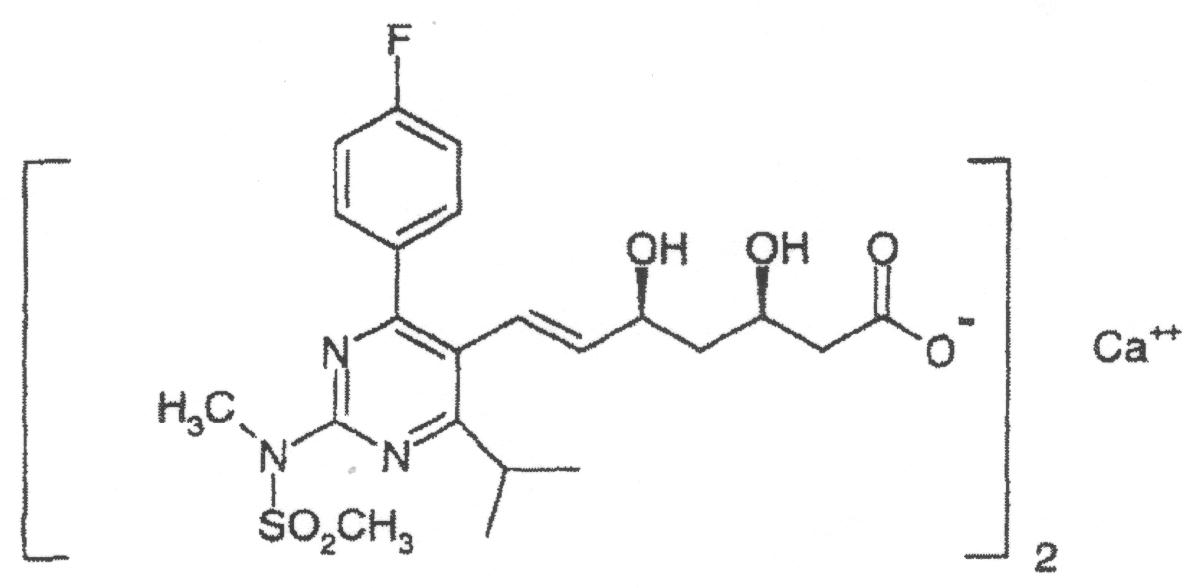 F
OH OH O
N
O⁻ Ca⁺⁺
H₃C
N N
SO₂CH₃
2